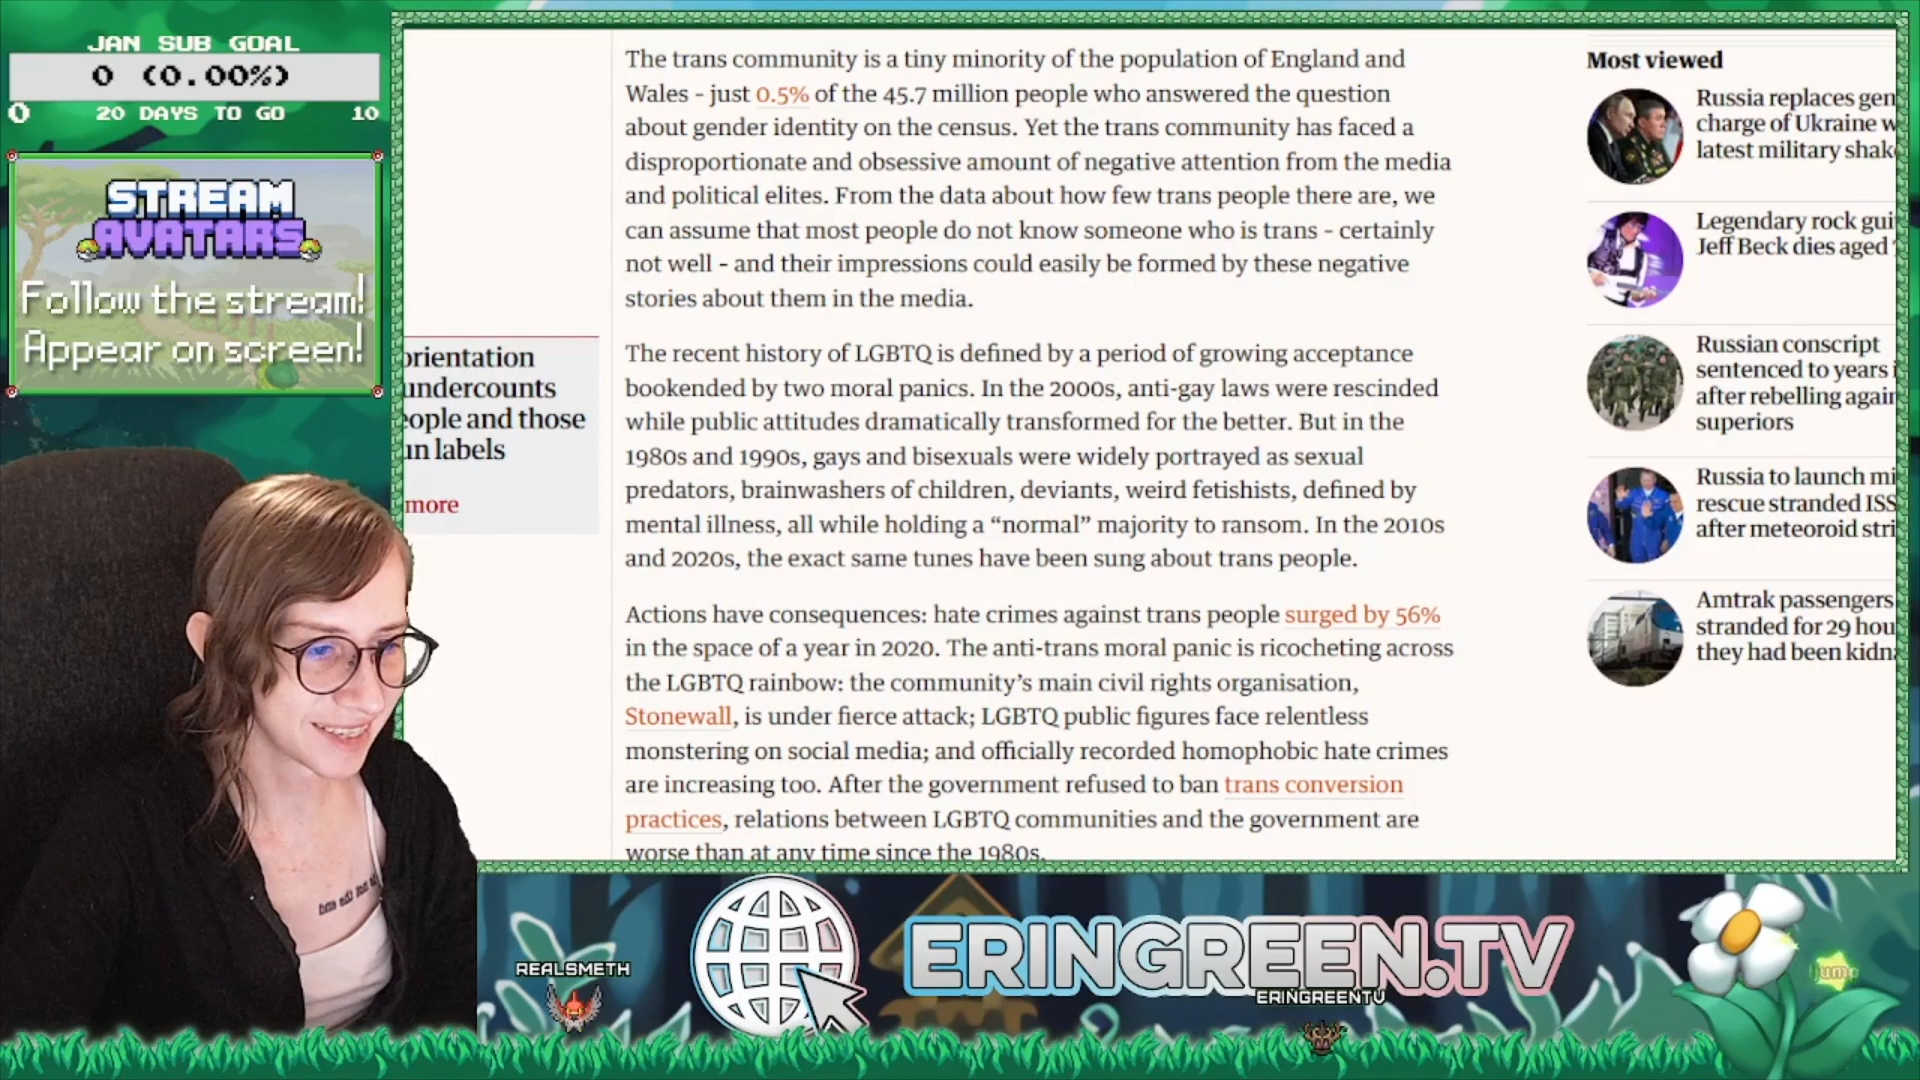 JAN SUB GOAL
0 (0.00%)
0 20 DAYS TO GO 10
STREAM
AVATARS
Follow the stream!
Appear on screen!
orientation
undercounts
eople and those
un labels
more
The trans community is a tiny minority of the population of England and
Wales – just 0.5% of the 45.7 million people who answered the question
about gender identity on the census. Yet the trans community has faced a
disproportionate and obsessive amount of negative attention from the media
and political elites. From the data about how few trans people there are, we
can assume that most people do not know someone who is trans – certainly
not well – and their impressions could easily be formed by these negative
stories about them in the media.
The recent history of LGBTQ is defined by a period of growing acceptance
bookended by two moral panics. In the 2000s, anti-gay laws were rescinded
while public attitudes dramatically transformed for the better. But in the
1980s and 1990s, gays and bisexuals were widely portrayed as sexual
predators, brainwashers of children, deviants, weird fetishists, defined by
mental illness, all while holding a “normal” majority to ransom. In the 2010s
and 2020s, the exact same tunes have been sung about trans people.
Actions have consequences: hate crimes against trans people surged by 56%
in the space of a year in 2020. The anti-trans moral panic is ricocheting across
the LGBTQ rainbow: the community’s main civil rights organisation,
Stonewall, is under fierce attack; LGBTQ public figures face relentless
monstering on social media; and officially recorded homophobic hate crimes
are increasing too. After the government refused to ban trans conversion
practices, relations between LGBTQ communities and the government are
worse than at any time since the 1980s.
Most viewed
Russia replaces gen
charge of Ukraine w
latest military shak
Legendary rock gui
Jeff Beck dies aged
Russian conscript
sentenced to years i
after rebelling again
superiors
Russia to launch mi
rescue stranded ISS
after meteoroid stri
Amtrak passengers
stranded for 29 hou
they had been kidn
REALSMETH
ERINGREEN.TV
ERINGREENTV
jump